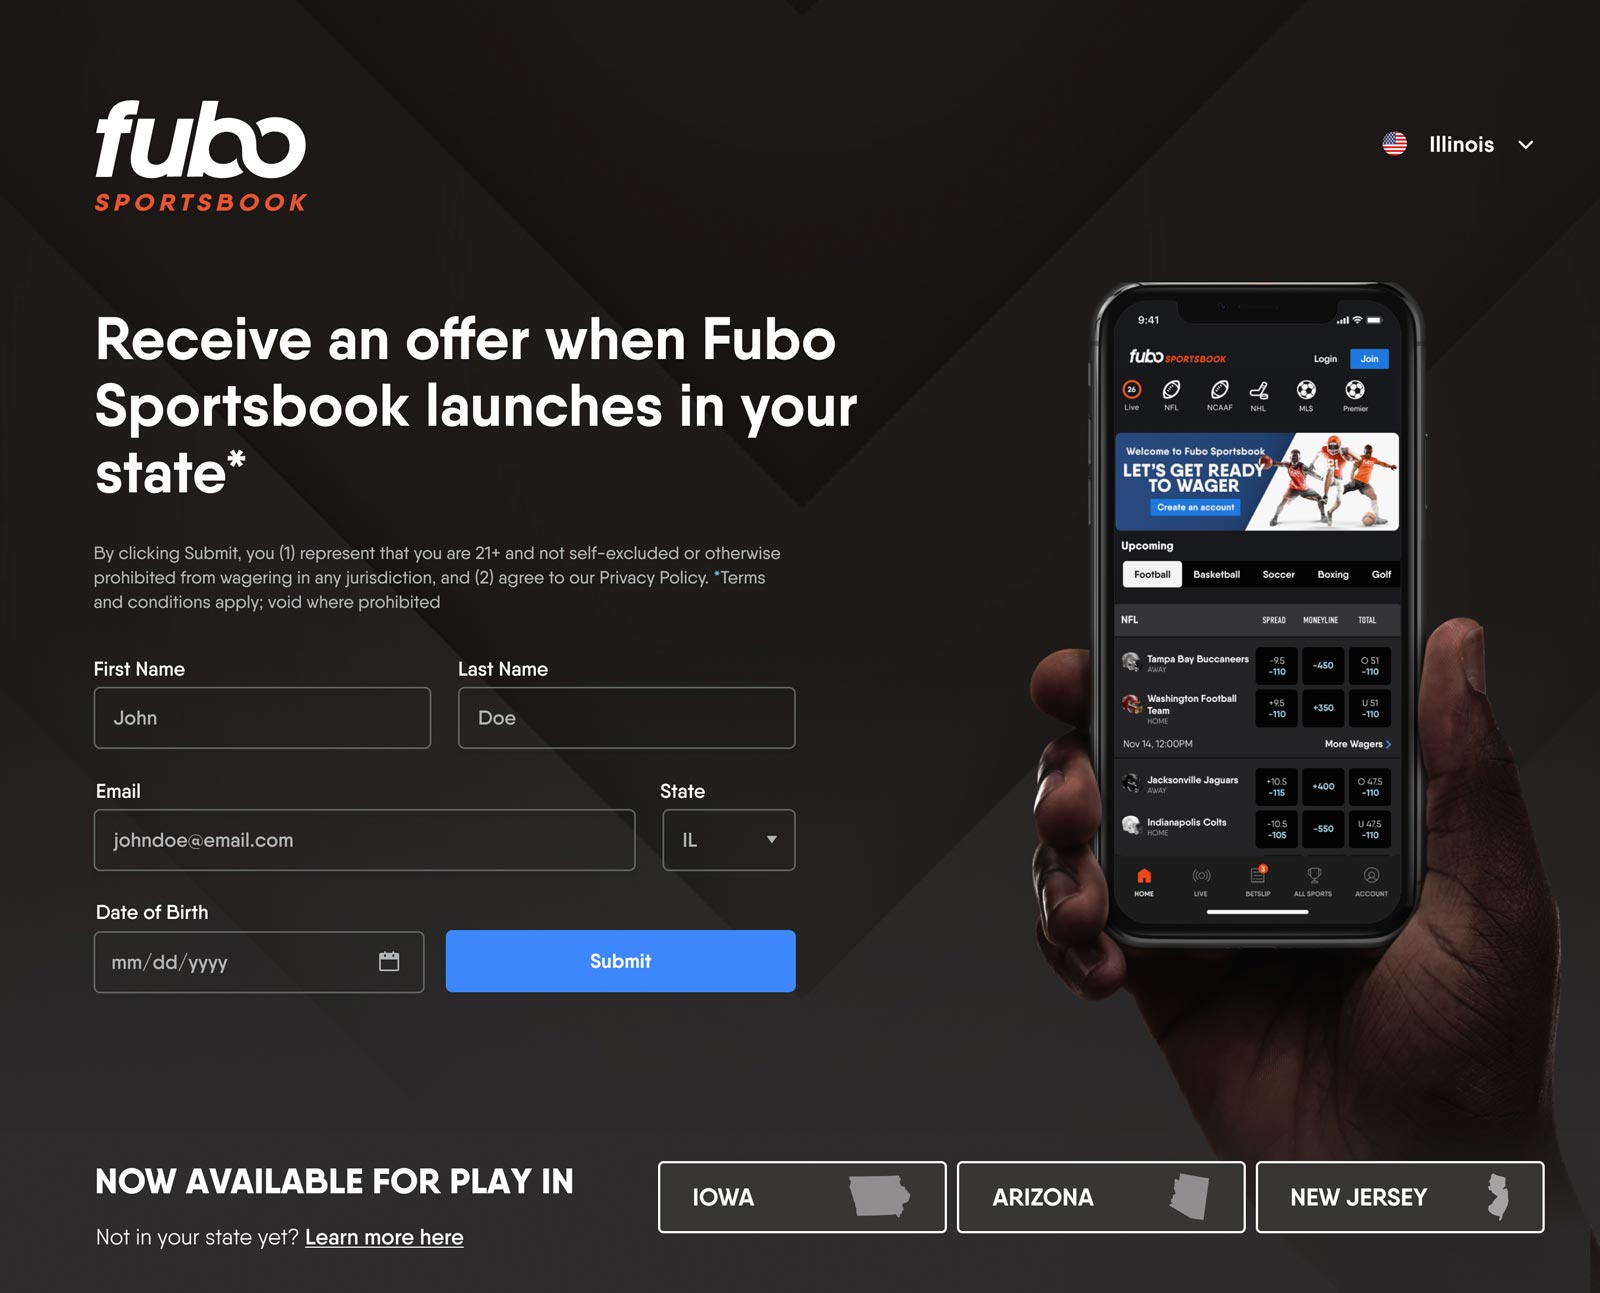 fubo
SPORTSBOOK
Illinois
Receive an offer when Fubo
Sportsbook launches in your
state*
By clicking Submit, you (1) represent that you are 21+ and not self-excluded or otherwise
prohibited from wagering in any jurisdiction, and (2) agree to our Privacy Policy. *Terms
and conditions apply; void where prohibited
First Name
Last Name
John
Doe
Email
State
johndoe@email.com
IL
Date of Birth
mm/dd/yyyy
Submit
9:41
fubo SPORTSBOOK
Login
Join
26
Live
NFL
NCAAF
NHL
MLS
Premier
Welcome to Fubo Sportsbook
LET'S GET READY
TO WAGER
Create an account
21
Upcoming
Football
Basketball
Soccer
Boxing
Golf
NFL
SPREAD
MONEYLINE
TOTAL
Tampa Bay Buccaneers
AWAY
-9.5
-110
-450
O 51
-110
Washington Football
Team
HOME
+9.5
-110
+350
U 51
-110
Nov 14, 12:00PM
More Wagers
Jacksonville Jaguars
AWAY
+10.5
-115
+400
O 47.5
-110
Indianapolis Colts
HOME
-10.5
-105
-550
U 47.5
-110
3
HOME
LIVE
BETSLIP
ALL SPORTS
ACCOUNT
NOW AVAILABLE FOR PLAY IN
Not in your state yet? Learn more here
IOWA
ARIZONA
NEW JERSEY